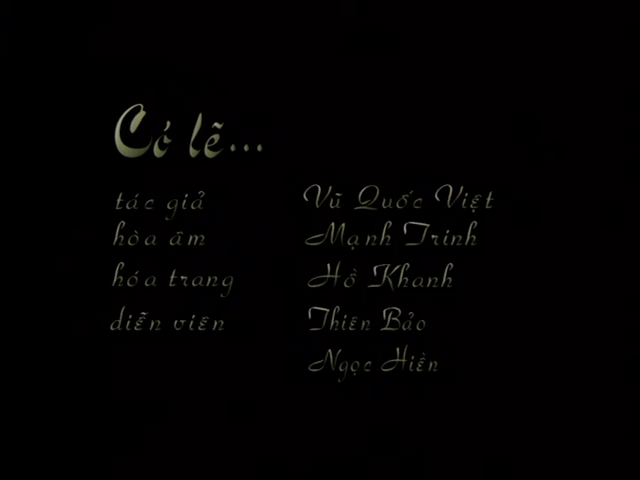 Có lẽ...
tác giả Vũ Quốc Việt
hòa âm Mạnh Trinh
hóa trang Hồ Khanh
diễn viên Thiên Bảo
Ngọc Hiền